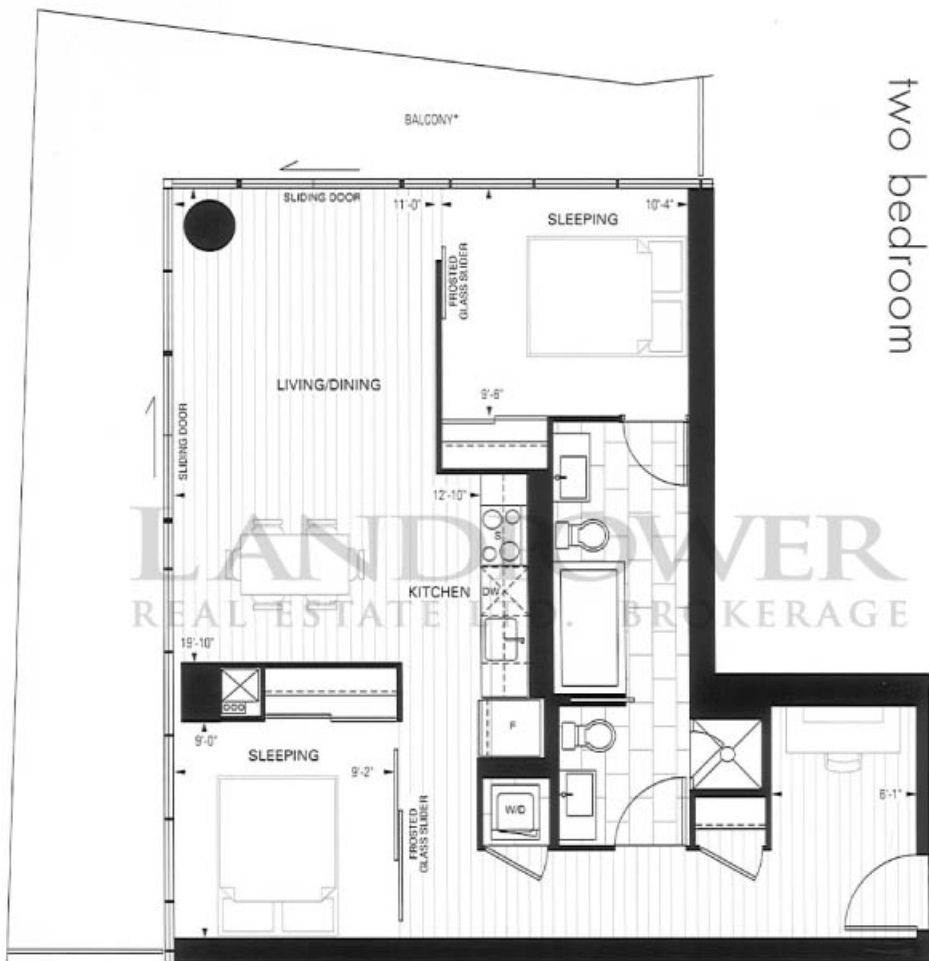 two bedroom
BALCONY*
SLIDING DOOR
11'-0"
SLEEPING
10'-4"
FROSTED
GLASS SLIDER
LIVING/DINING
9'-6"
SLIDING DOOR
12'-10"
S
LANDPOWER
KITCHEN
DW
REAL ESTATE LTD. BROKERAGE
19'-10"
F
9'-0"
SLEEPING
9'-2"
6'-1"
W/D
FROSTED
GLASS SLIDER
9'-0"